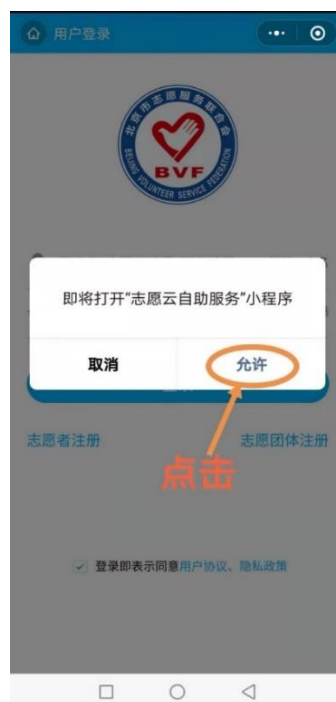 用户登录
北京市志愿服务联合会
BVF
BEIJING VOLUNTEER SERVICE FEDERATION
即将打开“志愿云自助服务”小程序
取消
允许
志愿者注册
志愿团体注册
点击
登录即表示同意用户协议、隐私政策